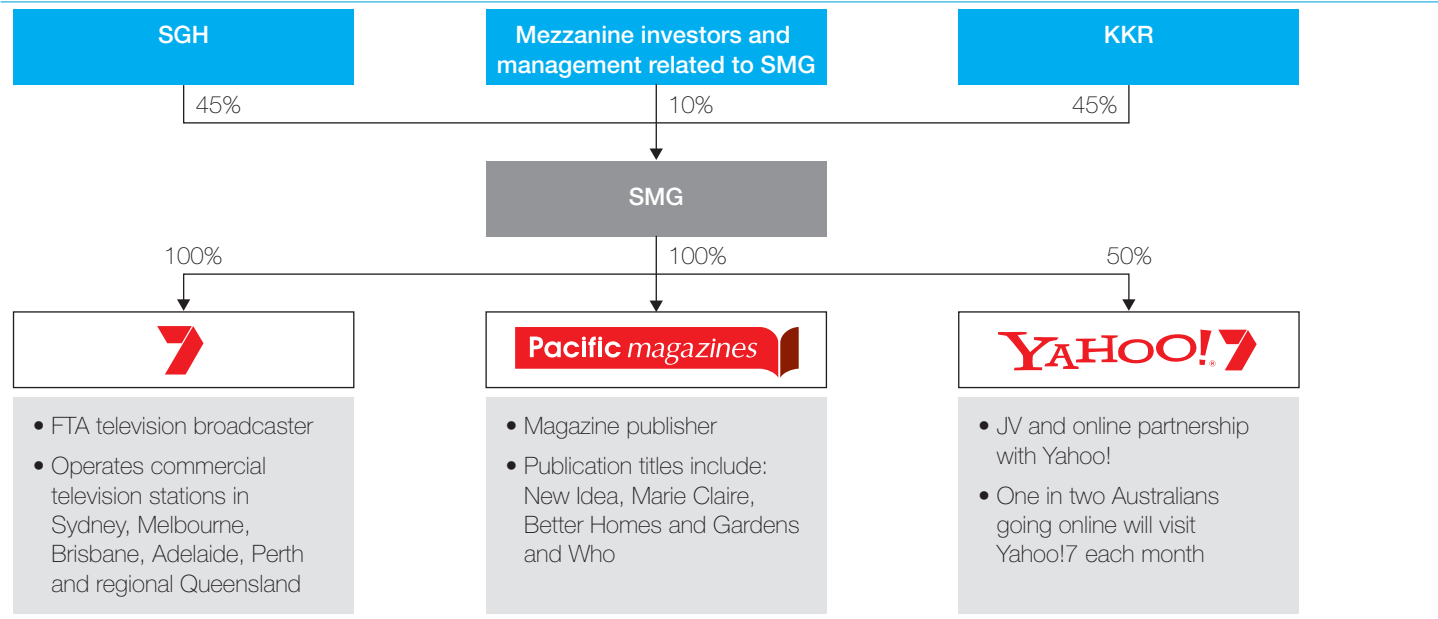 SGH
Mezzanine investors and
management related to SMG
KKR
45%
10%
45%
SMG
100%
100%
50%
7
Pacific magazines
YAHOO!® 7
• FTA television broadcaster
• Operates commercial
television stations in
Sydney, Melbourne,
Brisbane, Adelaide, Perth
and regional Queensland
• Magazine publisher
• Publication titles include:
New Idea, Marie Claire,
Better Homes and Gardens
and Who
• JV and online partnership
with Yahoo!
• One in two Australians
going online will visit
Yahoo!7 each month